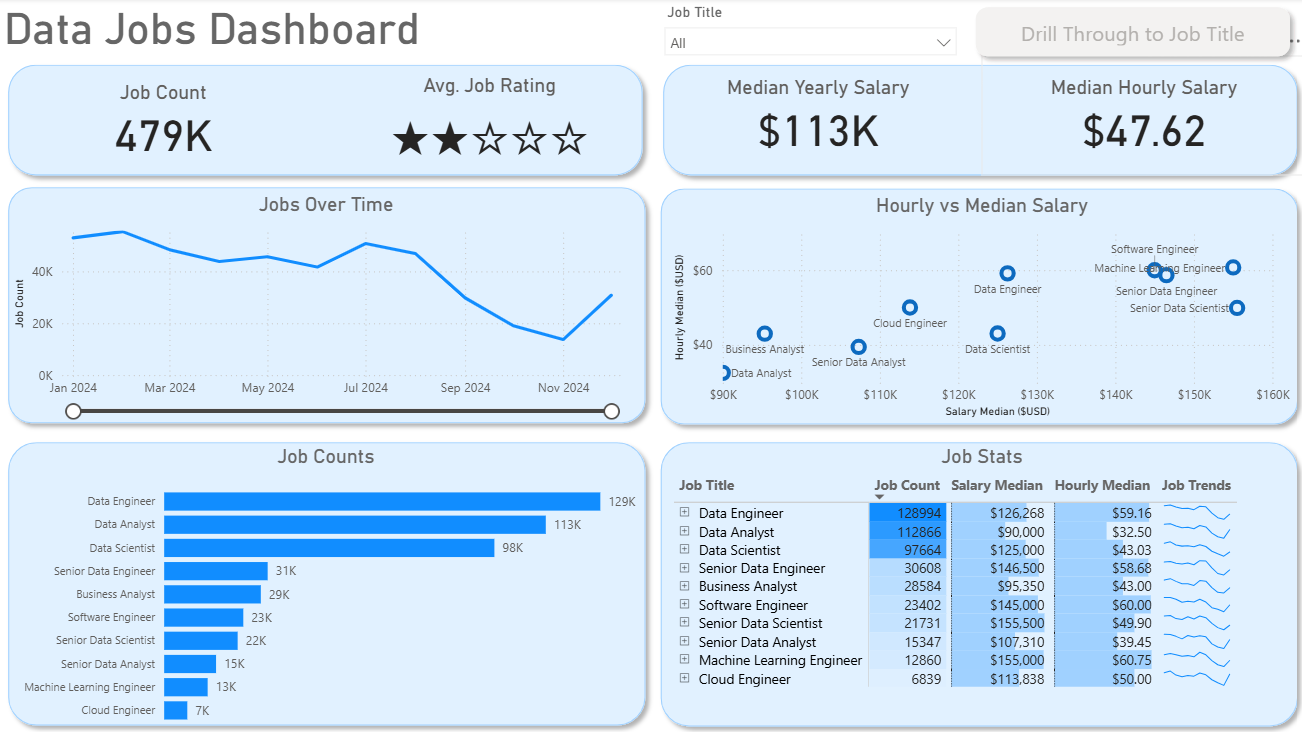 Data Jobs Dashboard
Job Title
All
Drill Through to Job Title
...
Job Count
479K
Avg. Job Rating
★★☆☆☆
Median Yearly Salary
$113K
Median Hourly Salary
$47.62
Jobs Over Time
Job Count
40K
20K
0K
Jan 2024 Mar 2024 May 2024 Jul 2024 Sep 2024 Nov 2024
Hourly vs Median Salary
Hourly Median ($USD)
$60
$40
Software Engineer
Machine Learning Engineer
Data Engineer
Senior Data Engineer
Senior Data Scientist
Cloud Engineer
Business Analyst
Data Scientist
Senior Data Analyst
Data Analyst
$90K $100K $110K $120K $130K $140K $150K $160K
Salary Median ($USD)
Job Counts
Data Engineer 129K
Data Analyst 113K
Data Scientist 98K
Senior Data Engineer 31K
Business Analyst 29K
Software Engineer 23K
Senior Data Scientist 22K
Senior Data Analyst 15K
Machine Learning Engineer 13K
Cloud Engineer 7K
Job Stats
Job Title Job Count Salary Median Hourly Median Job Trends
Data Engineer 128994 $126,268 $59.16
Data Analyst 112866 $90,000 $32.50
Data Scientist 97664 $125,000 $43.03
Senior Data Engineer 30608 $146,500 $58.68
Business Analyst 28584 $95,350 $43.00
Software Engineer 23402 $145,000 $60.00
Senior Data Scientist 21731 $155,500 $49.90
Senior Data Analyst 15347 $107,310 $39.45
Machine Learning Engineer 12860 $155,000 $60.75
Cloud Engineer 6839 $113,838 $50.00